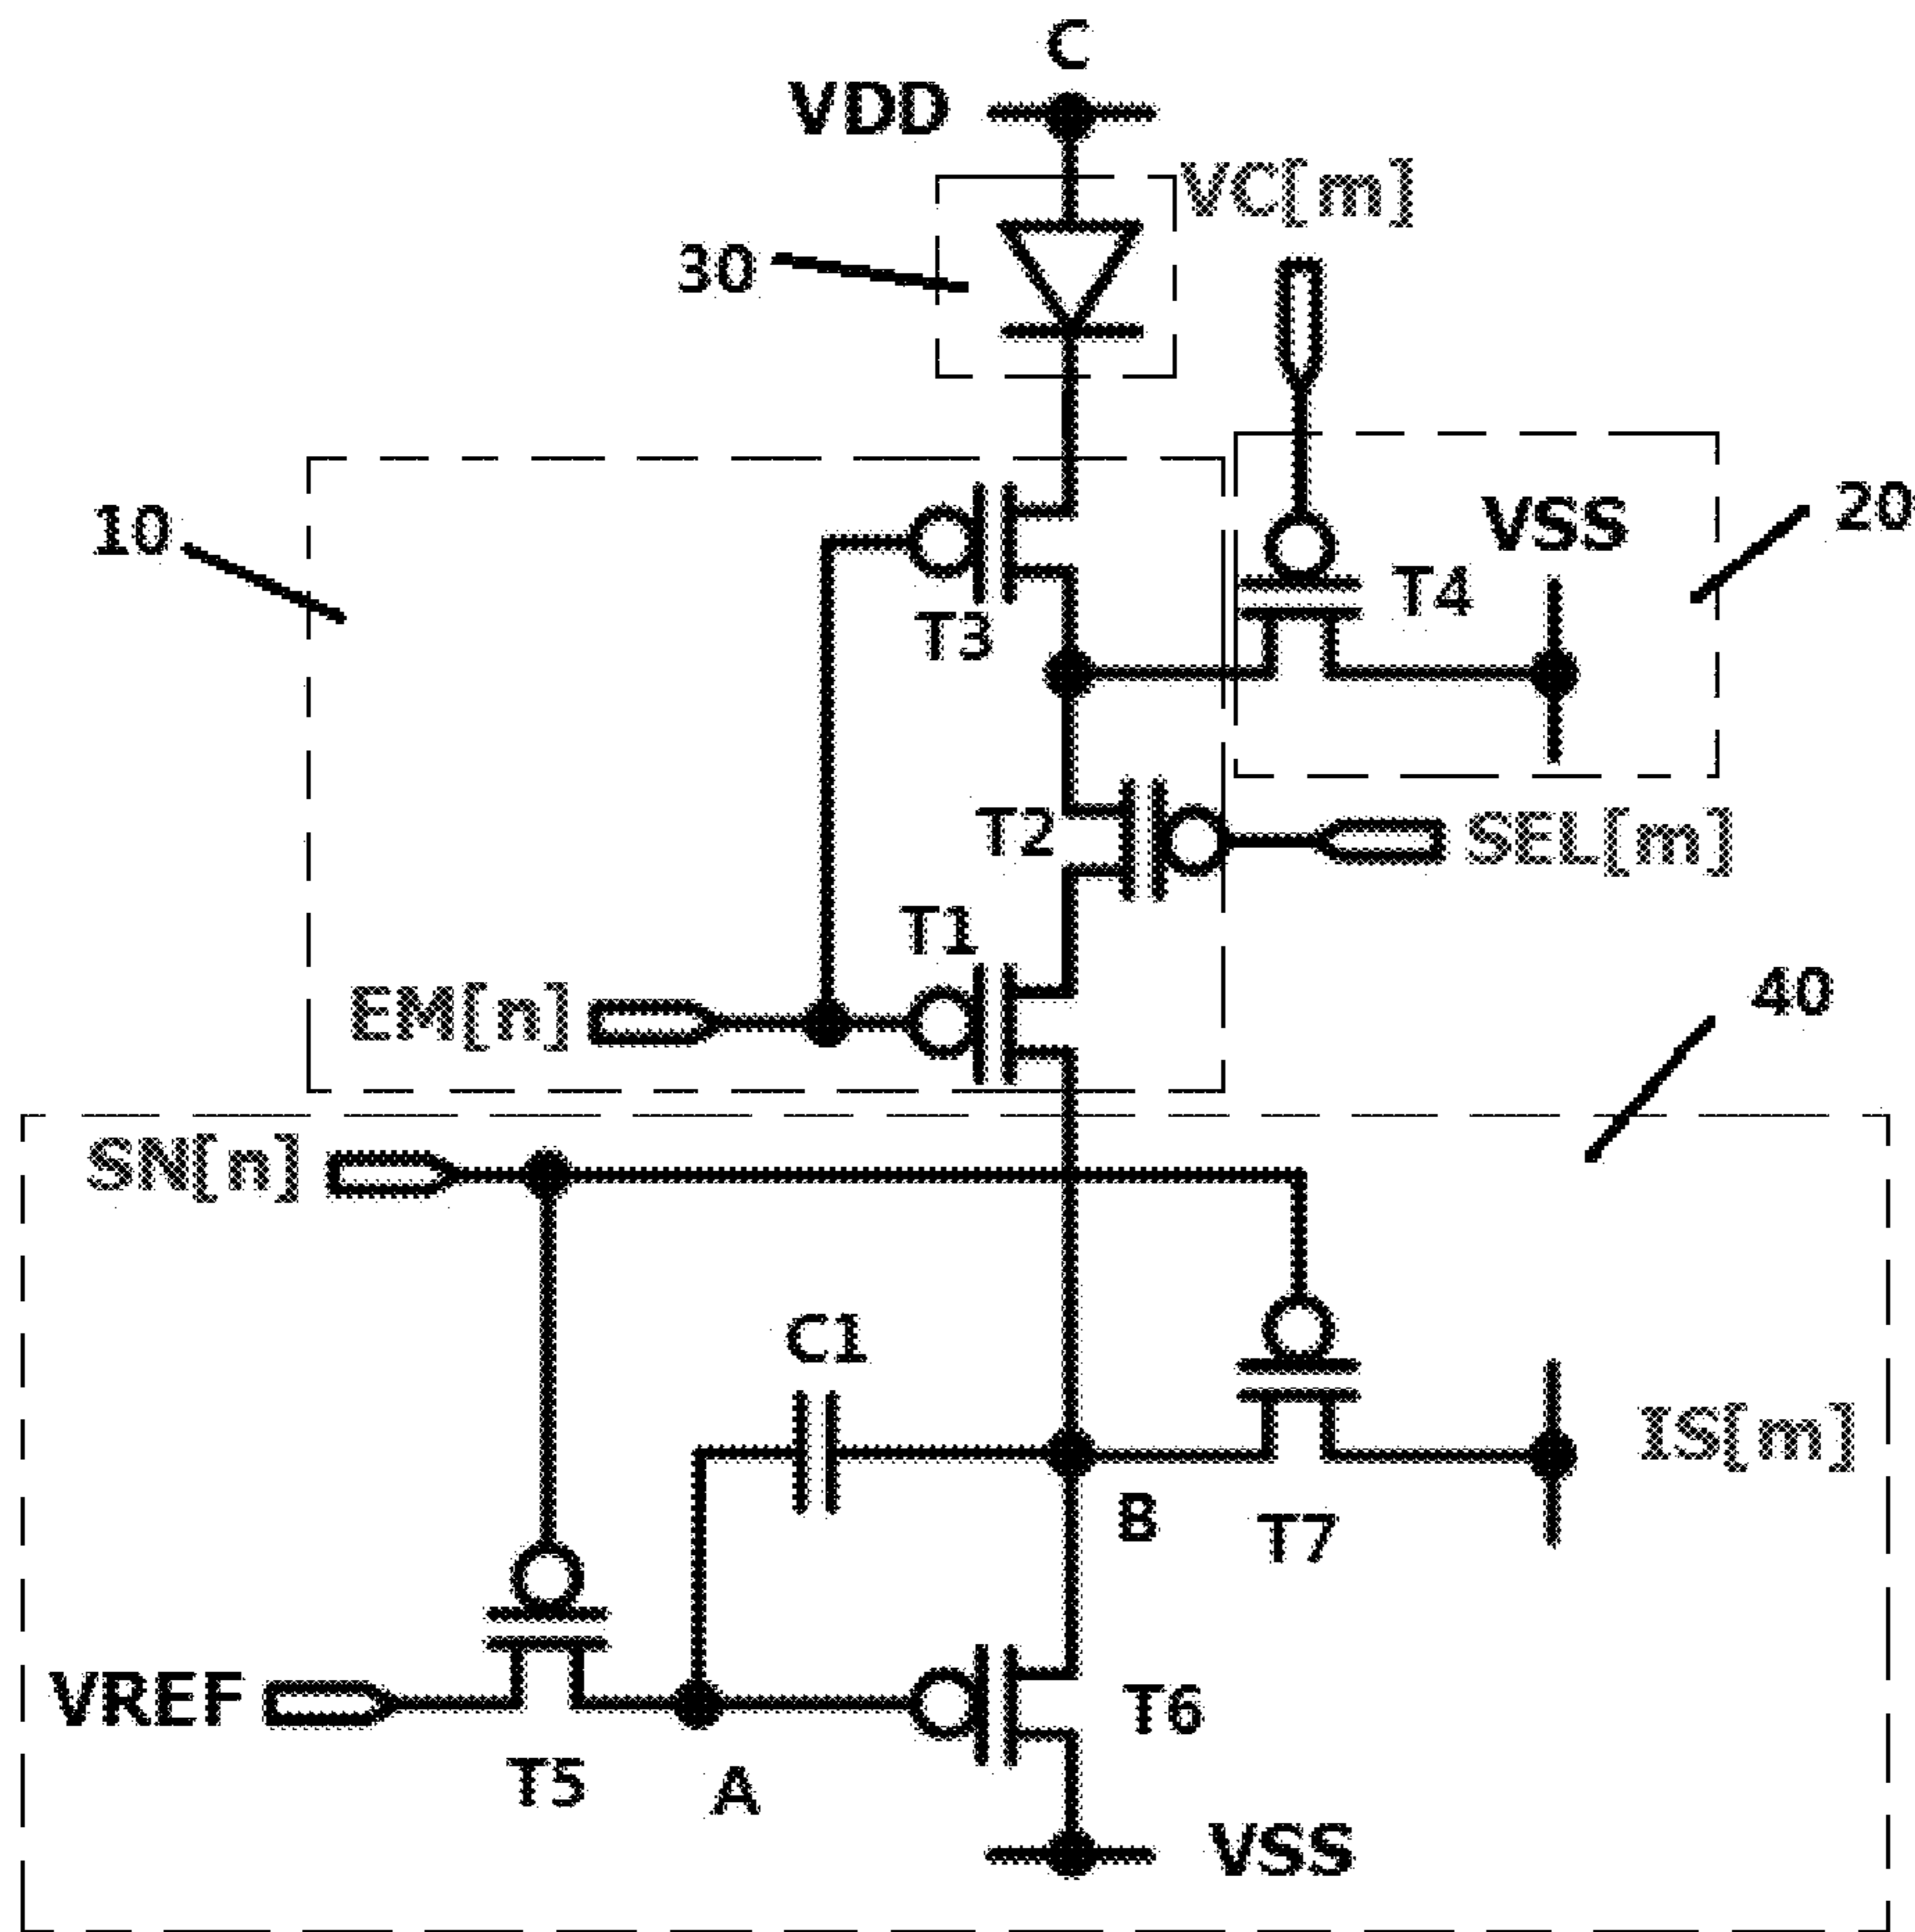 C
VDD
VC[m]
30
10
VSS
20
T4
T3
T2
SEL[m]
T1
EM[n]
40
SN[n]
C1
IS[m]
B
T7
VREF
T6
T5
A
VSS